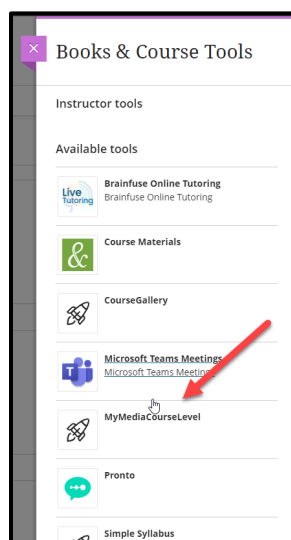 Books & Course Tools
Instructor tools
Available tools
Live
Tutoring
Brainfuse Online Tutoring
Brainfuse Online Tutoring
&
Course Materials
CourseGallery
T
Microsoft Teams Meetings
Microsoft Teams Meetings
MyMediaCourseLevel
Pronto
Simple Syllabus